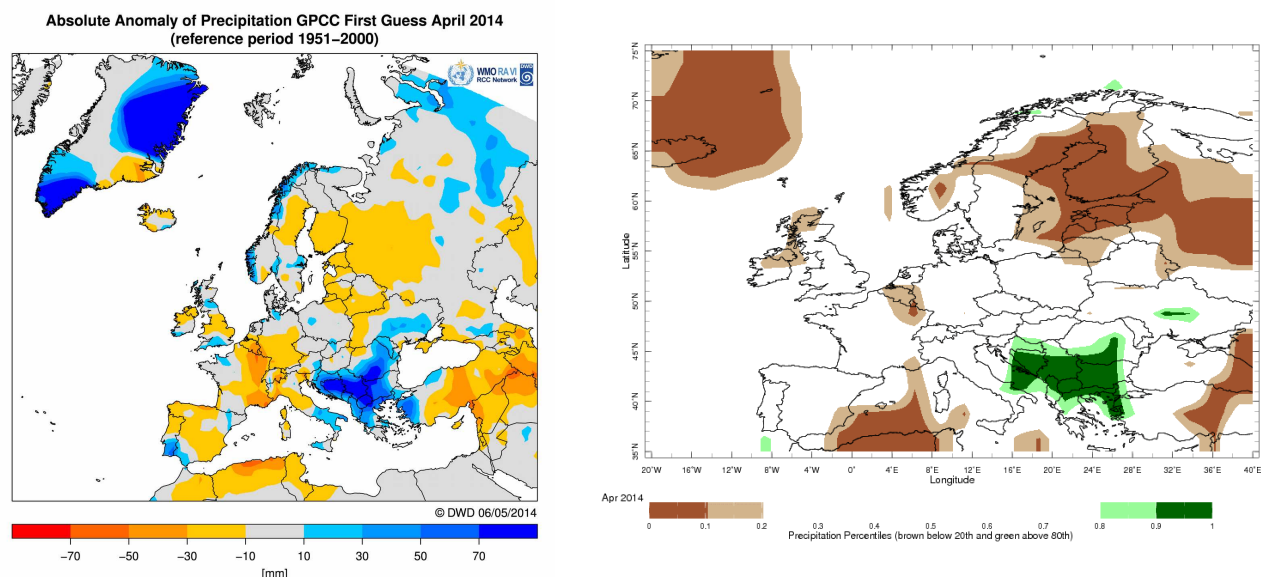 Absolute Anomaly of Precipitation GPCC First Guess April 2014
(reference period 1951−2000)
WMO RA VI
RCC Network
DWD
© DWD 06/05/2014
−70 −50 −30 −10 10 30 50 70
[mm]
75°N
70°N
65°N
60°N
55°N
50°N
45°N
40°N
35°N
Latitude
20°W 16°W 12°W 8°W 4°W 0° 4°E 8°E 12°E 16°E 20°E 24°E 28°E 32°E 36°E 40°E
Longitude
Apr 2014
0 0.1 0.2 0.3 0.4 0.6 0.7 0.8 0.9 1
Precipitation Percentiles (brown below 20th and green above 80th)